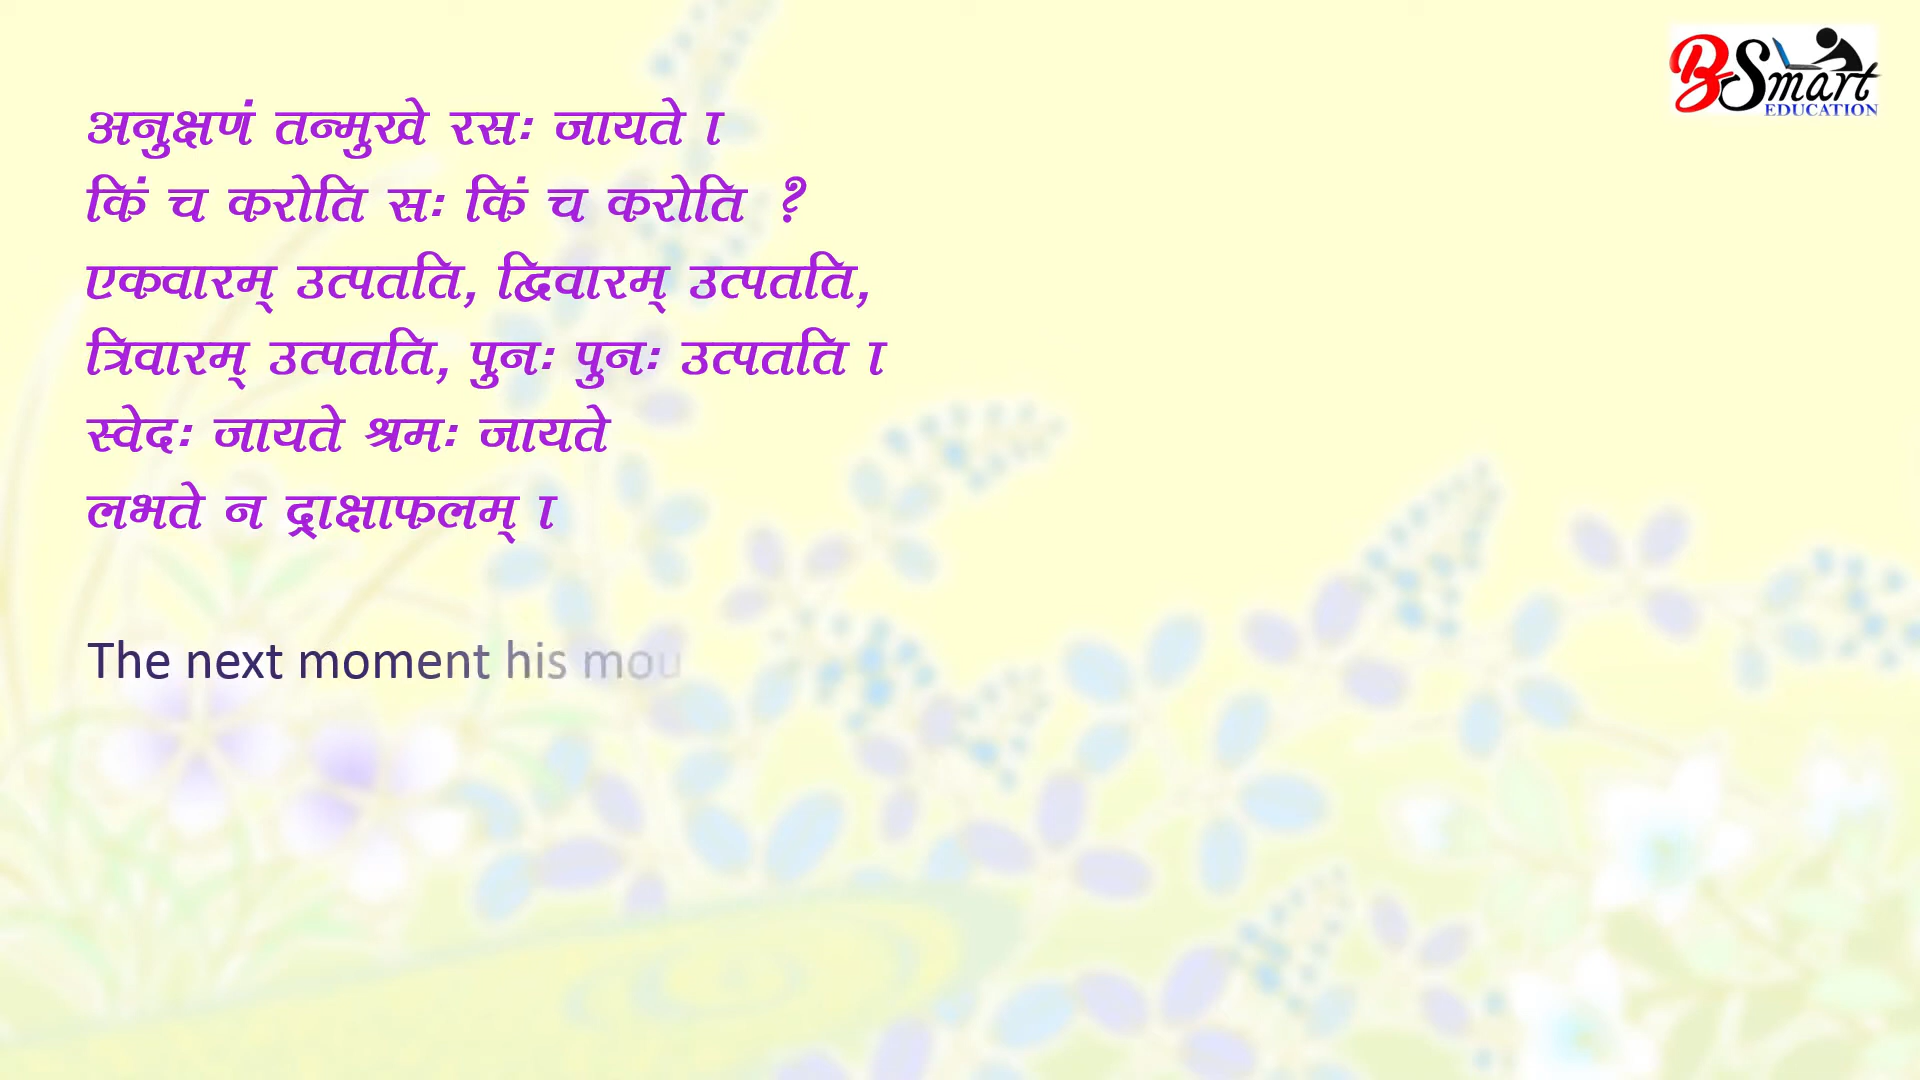 अनुक्षणं तन्मुखे रसः जायते ।
किं च करोति सः किं च करोति ?
एकवारम् उत्पतति, द्विवारम् उत्पतति,
त्रिवारम् उत्पतति, पुनः पुनः उत्पतति ।
स्वेदः जायते श्रमः जायते
लभते न द्राक्षाफलम् ।
The next moment his mou
BSmart
EDUCATION